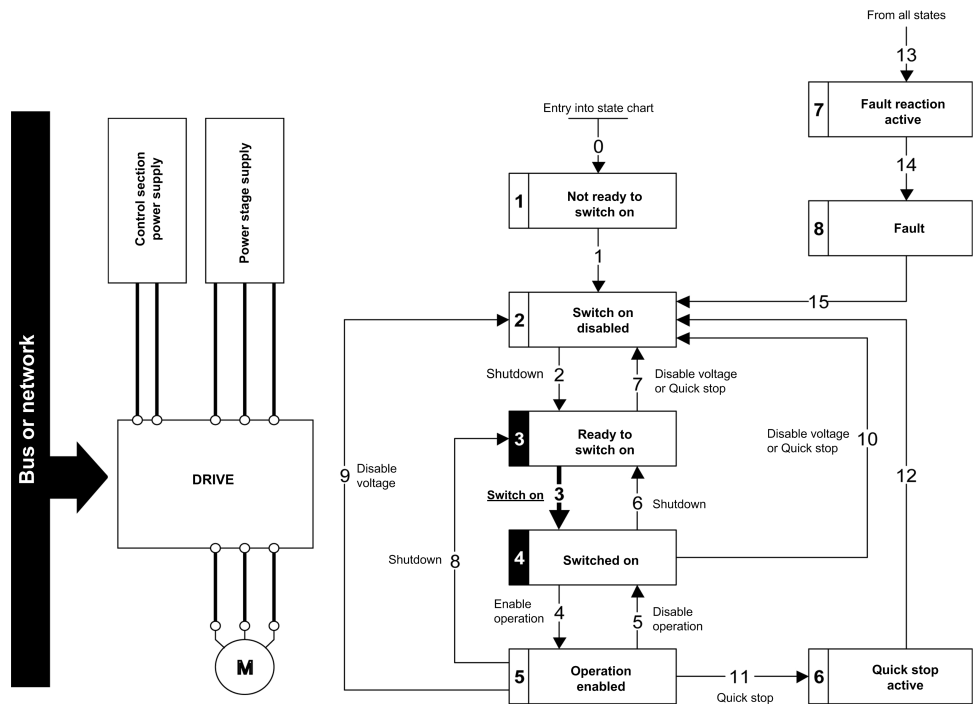 From all states
13
7
Fault reaction
active
14
8
Fault
15
Entry into state chart
0
1
Not ready to
switch on
1
2
Switch on
disabled
Shutdown
2
7
Disable voltage
or Quick stop
3
Ready to
switch on
Switch on
3
6
Shutdown
Disable voltage
or Quick stop
10
12
4
Switched on
Enable
operation
4
5
Disable
operation
5
Operation
enabled
11
Quick stop
6
Quick stop
active
9
Disable
voltage
Shutdown
8
Bus or network
Control section
power supply
Power stage supply
DRIVE
M